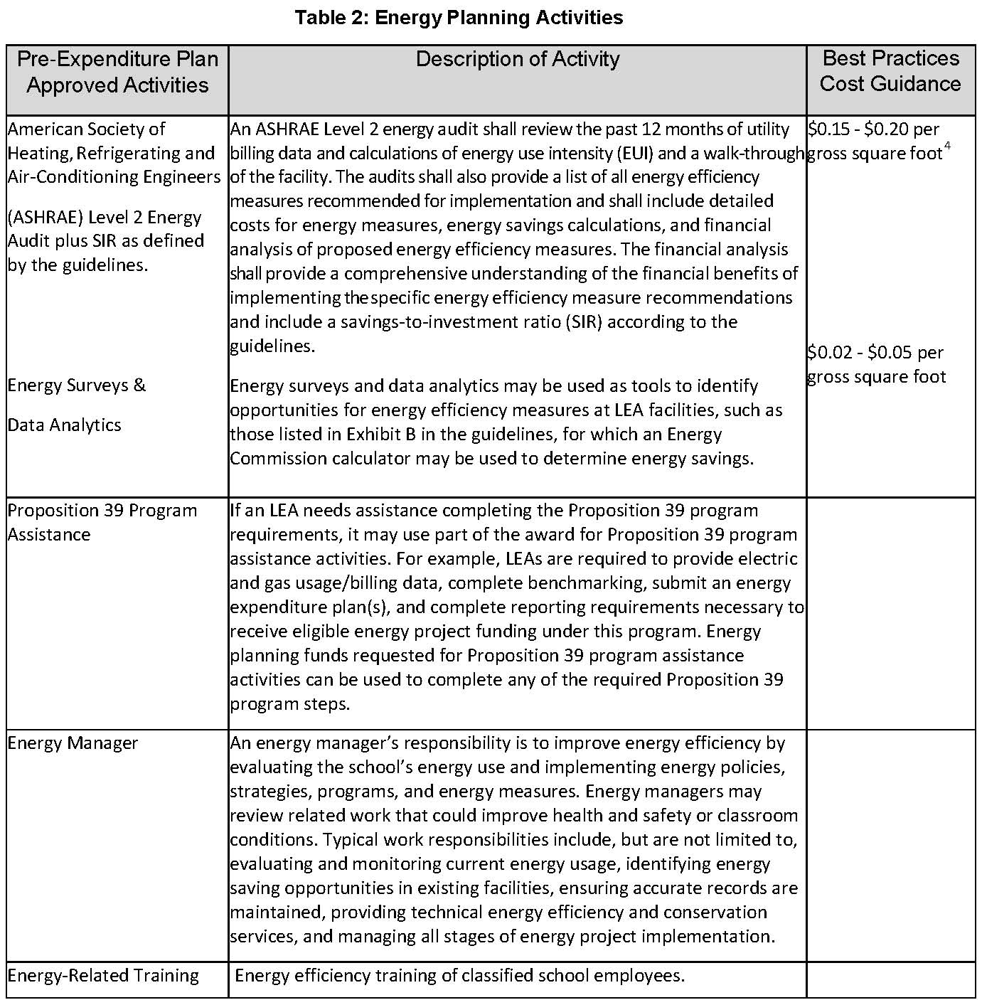 Table 2: Energy Planning Activities
Pre-Expenditure Plan
Approved Activities
Description of Activity
Best Practices
Cost Guidance
American Society of
Heating, Refrigerating and
Air-Conditioning Engineers
(ASHRAE) Level 2 Energy
Audit plus SIR as defined
by the guidelines.
An ASHRAE Level 2 energy audit shall review the past 12 months of utility
billing data and calculations of energy use intensity (EUI) and a walk-through
of the facility. The audits shall also provide a list of all energy efficiency
measures recommended for implementation and shall include detailed
costs for energy measures, energy savings calculations, and financial
analysis of proposed energy efficiency measures. The financial analysis
shall provide a comprehensive understanding of the financial benefits of
implementing the specific energy efficiency measure recommendations
and include a savings-to-investment ratio (SIR) according to the
guidelines.
$0.15 - $0.20 per
gross square foot4
Energy Surveys &
Data Analytics
Energy surveys and data analytics may be used as tools to identify
opportunities for energy efficiency measures at LEA facilities, such as
those listed in Exhibit B in the guidelines, for which an Energy
Commission calculator may be used to determine energy savings.
$0.02 - $0.05 per
gross square foot
Proposition 39 Program
Assistance
If an LEA needs assistance completing the Proposition 39 program
requirements, it may use part of the award for Proposition 39 program
assistance activities. For example, LEAs are required to provide electric
and gas usage/billing data, complete benchmarking, submit an energy
expenditure plan(s), and complete reporting requirements necessary to
receive eligible energy project funding under this program. Energy
planning funds requested for Proposition 39 program assistance
activities can be used to complete any of the required Proposition 39
program steps.
Energy Manager
An energy manager’s responsibility is to improve energy efficiency by
evaluating the school’s energy use and implementing energy policies,
strategies, programs, and energy measures. Energy managers may
review related work that could improve health and safety or classroom
conditions. Typical work responsibilities include, but are not limited to,
evaluating and monitoring current energy usage, identifying energy
saving opportunities in existing facilities, ensuring accurate records are
maintained, providing technical energy efficiency and conservation
services, and managing all stages of energy project implementation.
Energy-Related Training
Energy efficiency training of classified school employees.